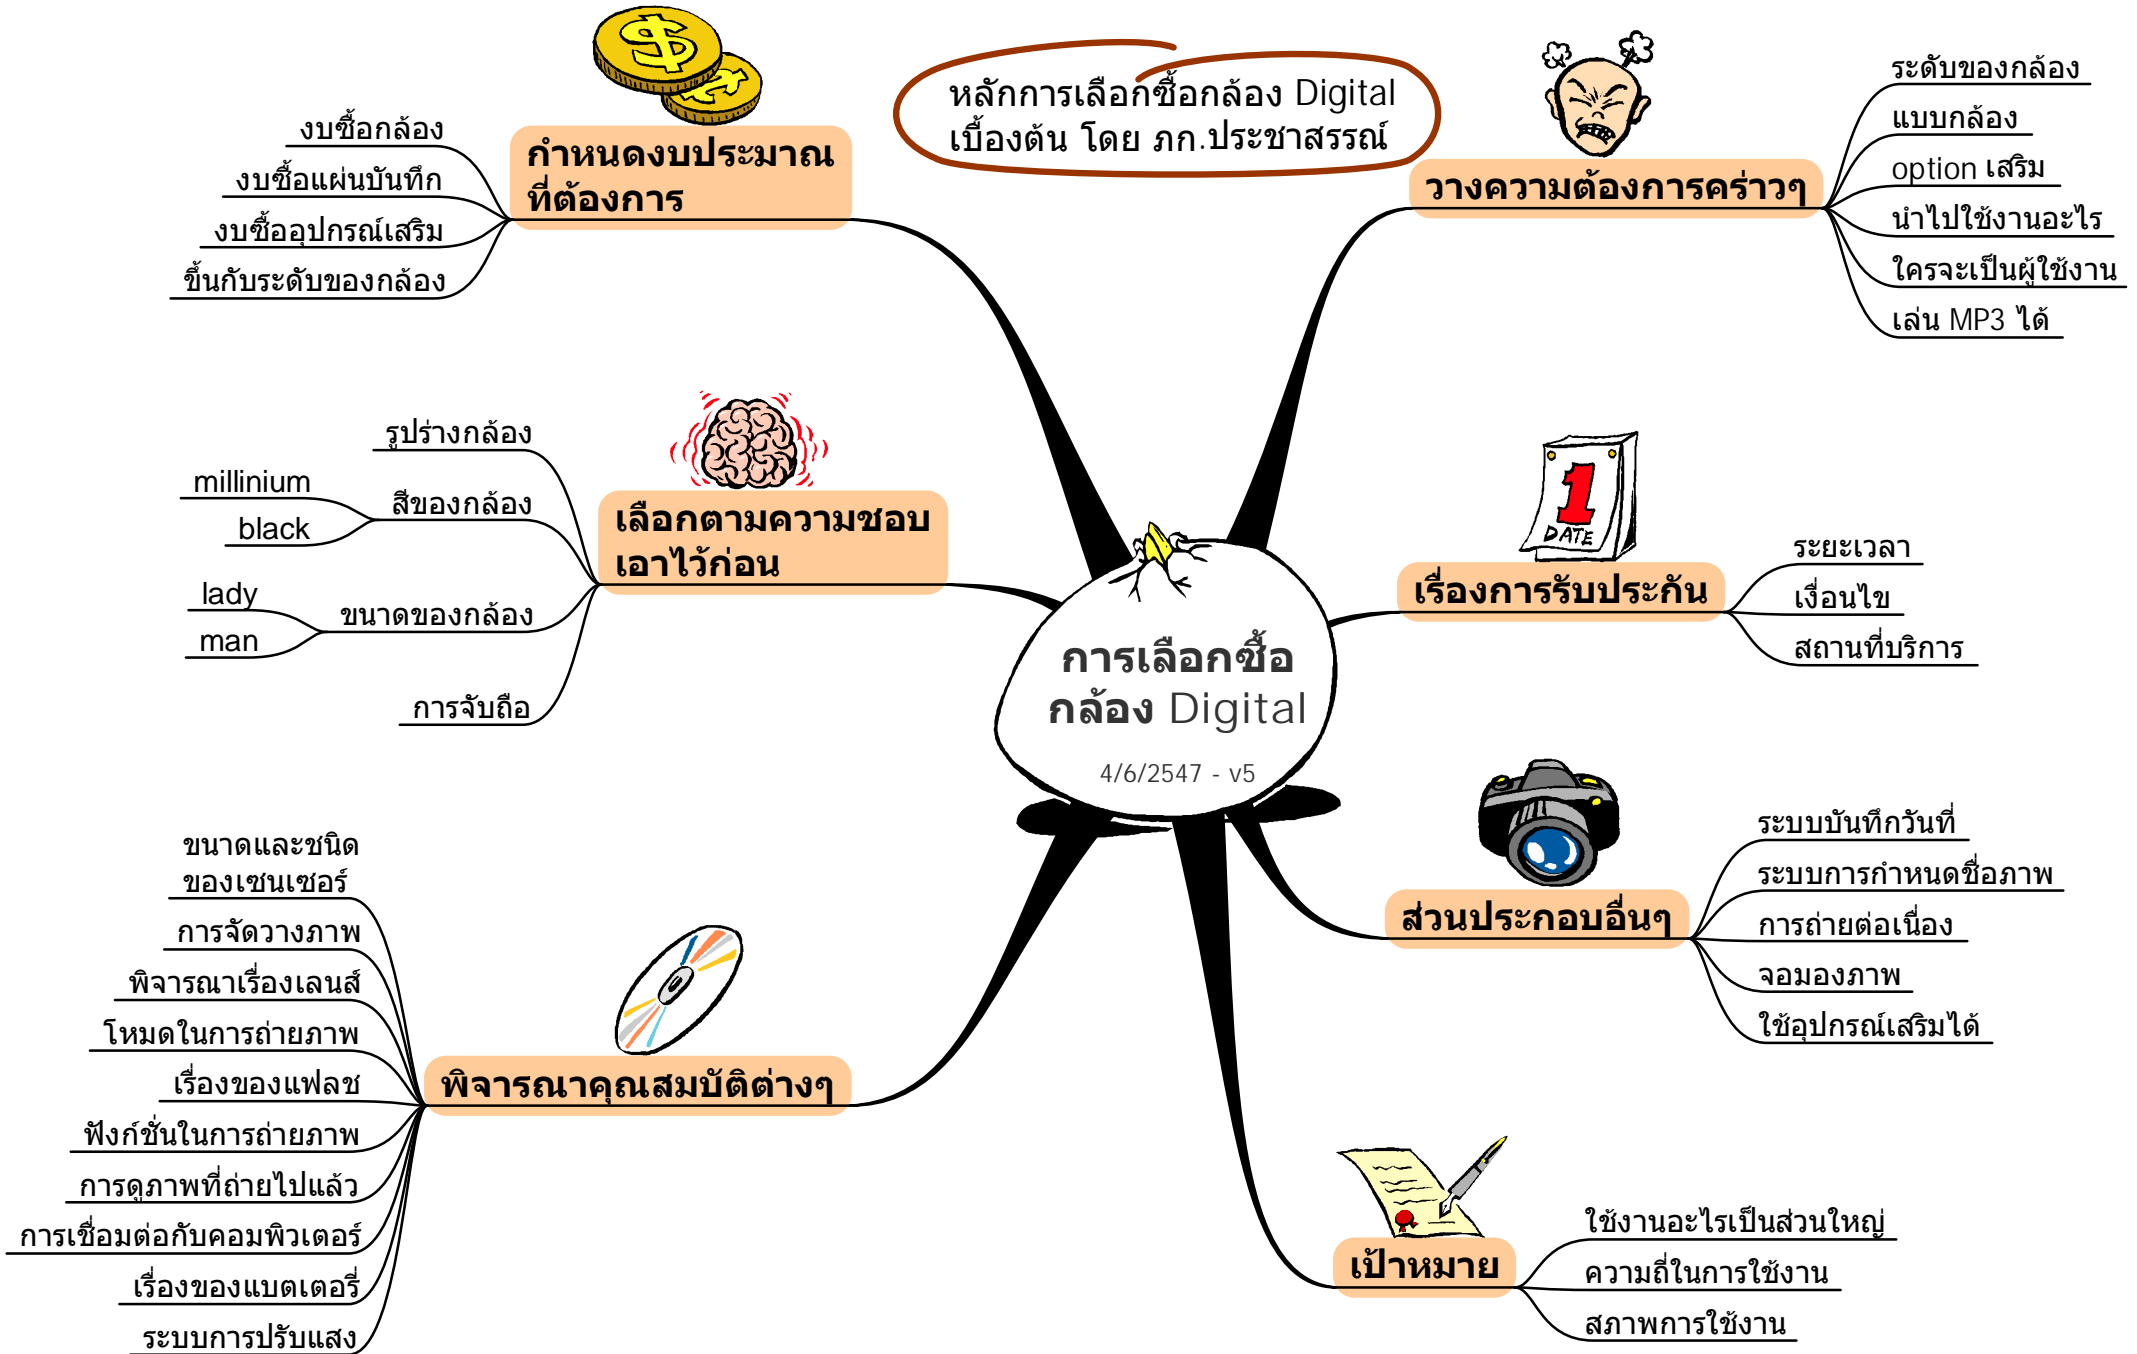 หลักการเลือกซื้อกล้อง Digital
เบื้องต้น โดย ภก.ประชาสรรณ์
การเลือกซื้อ
กล้อง Digital
4/6/2547 - v5
วางความต้องการคร่าวๆ
ระดับของกล้อง
แบบกล้อง
option เสริม
นำไปใช้งานอะไร
ใครจะเป็นผู้ใช้งาน
เล่น MP3 ได้
DATE
1
เรื่องการรับประกัน
ระยะเวลา
เงื่อนไข
สถานที่บริการ
ส่วนประกอบอื่นๆ
ระบบบันทึกวันที่
ระบบการกำหนดชื่อภาพ
การถ่ายต่อเนื่อง
จอมองภาพ
ใช้อุปกรณ์เสริมได้
เป้าหมาย
ใช้งานอะไรเป็นส่วนใหญ่
ความถี่ในการใช้งาน
สภาพการใช้งาน
กำหนดงบประมาณ
ที่ต้องการ
งบซื้อกล้อง
งบซื้อแผ่นบันทึก
งบซื้ออุปกรณ์เสริม
ขึ้นกับระดับของกล้อง
เลือกตามความชอบ
เอาไว้ก่อน
รูปร่างกล้อง
สีของกล้อง
millinium
black
ขนาดของกล้อง
lady
man
การจับถือ
พิจารณาคุณสมบัติต่างๆ
ขนาดและชนิด
ของเซนเซอร์
การจัดวางภาพ
พิจารณาเรื่องเลนส์
โหมดในการถ่ายภาพ
เรื่องของแฟลช
ฟังก์ชั่นในการถ่ายภาพ
การดูภาพที่ถ่ายไปแล้ว
การเชื่อมต่อกับคอมพิวเตอร์
เรื่องของแบตเตอรี่
ระบบการปรับแสง